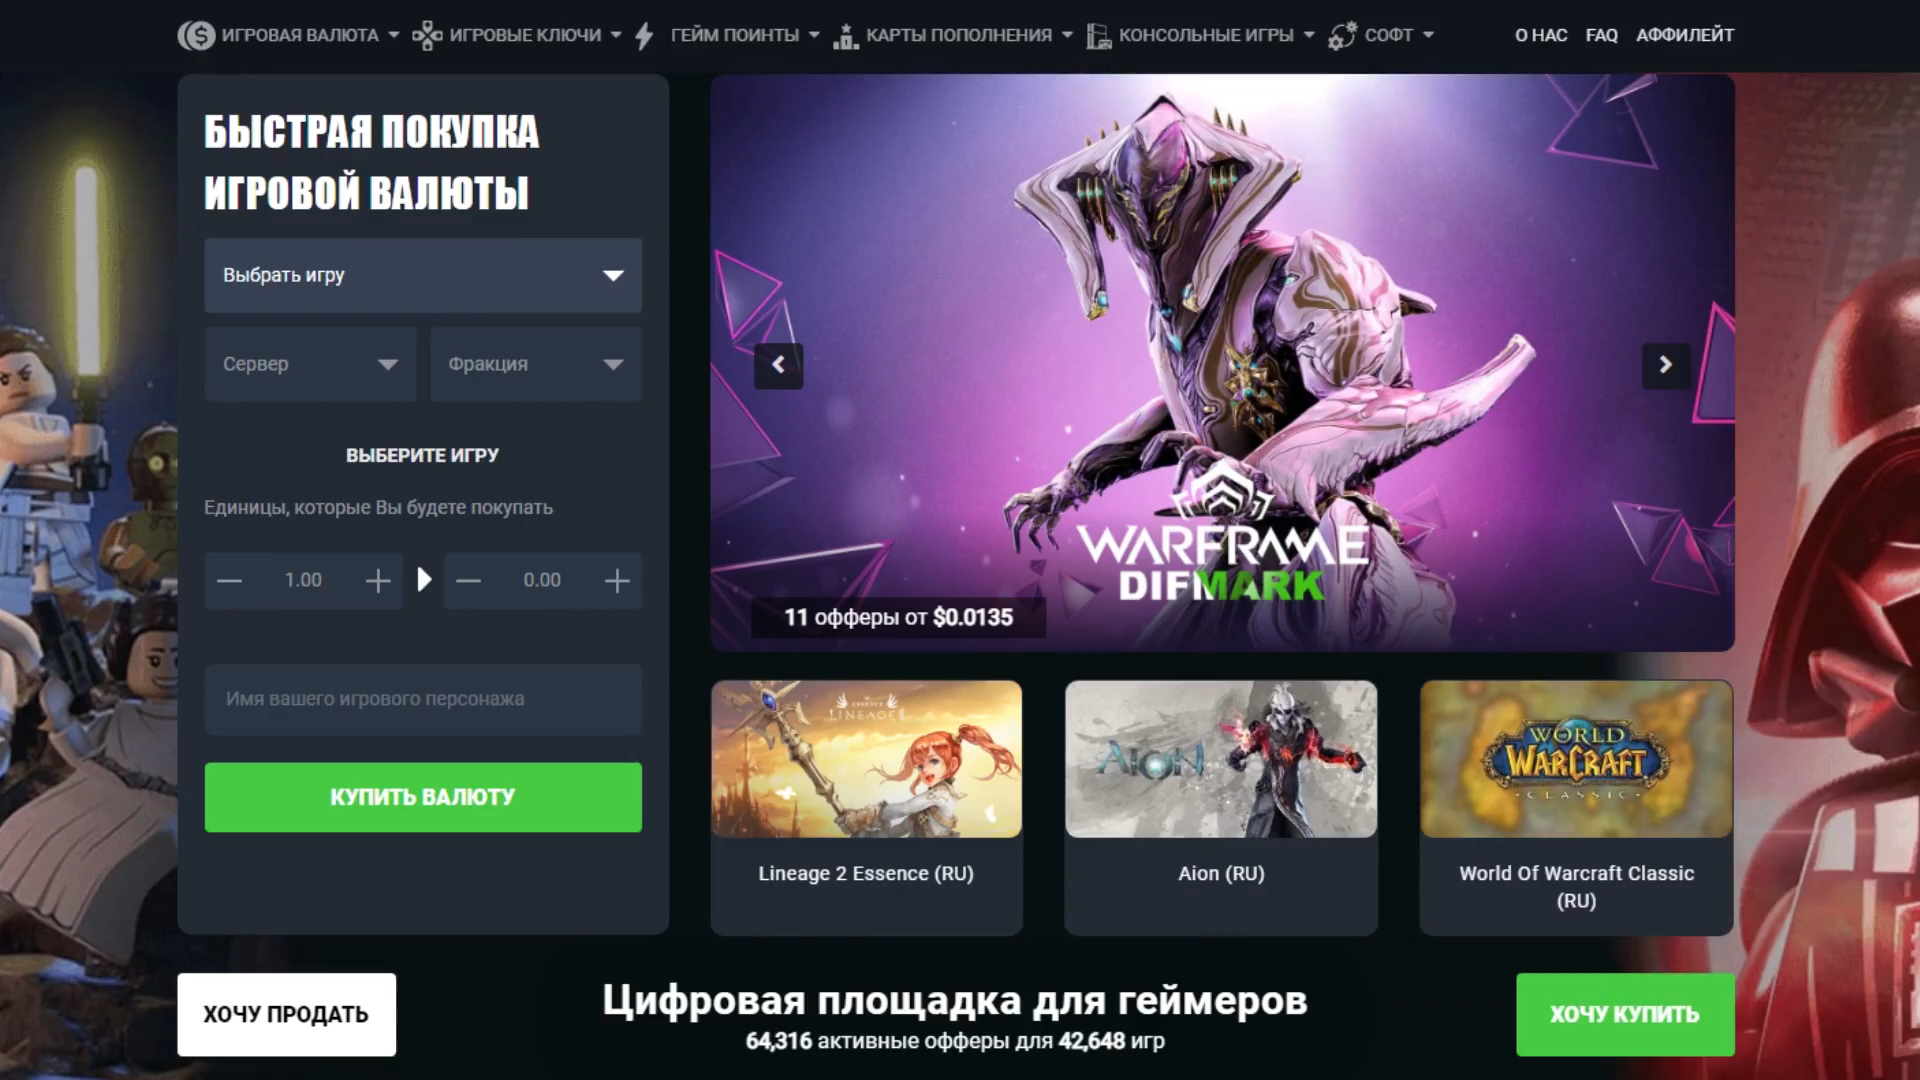 ИГРОВАЯ ВАЛЮТА
ИГРОВЫЕ КЛЮЧИ
ГЕЙМ ПОИНТЫ
КАРТЫ ПОПОЛНЕНИЯ
КОНСОЛЬНЫЕ ИГРЫ
СОФТ
О НАС
FAQ
АФФИЛЕЙТ
БЫСТРАЯ ПОКУПКА
ИГРОВОЙ ВАЛЮТЫ
Выбрать игру
Сервер
Фракция
ВЫБЕРИТЕ ИГРУ
Единицы, которые Вы будете покупать
1.00
0.00
Имя вашего игрового персонажа
КУПИТЬ ВАЛЮТУ
WARFRAME
DIFMARK
11 офферы от $0.0135
ESSENCE
LINEAGE II
AION
WORLD
WARCRAFT
CLASSIC
Lineage 2 Essence (RU)
Aion (RU)
World Of Warcraft Classic
(RU)
ХОЧУ ПРОДАТЬ
Цифровая площадка для геймеров
64,316 активные офферы для 42,648 игр
ХОЧУ КУПИТЬ